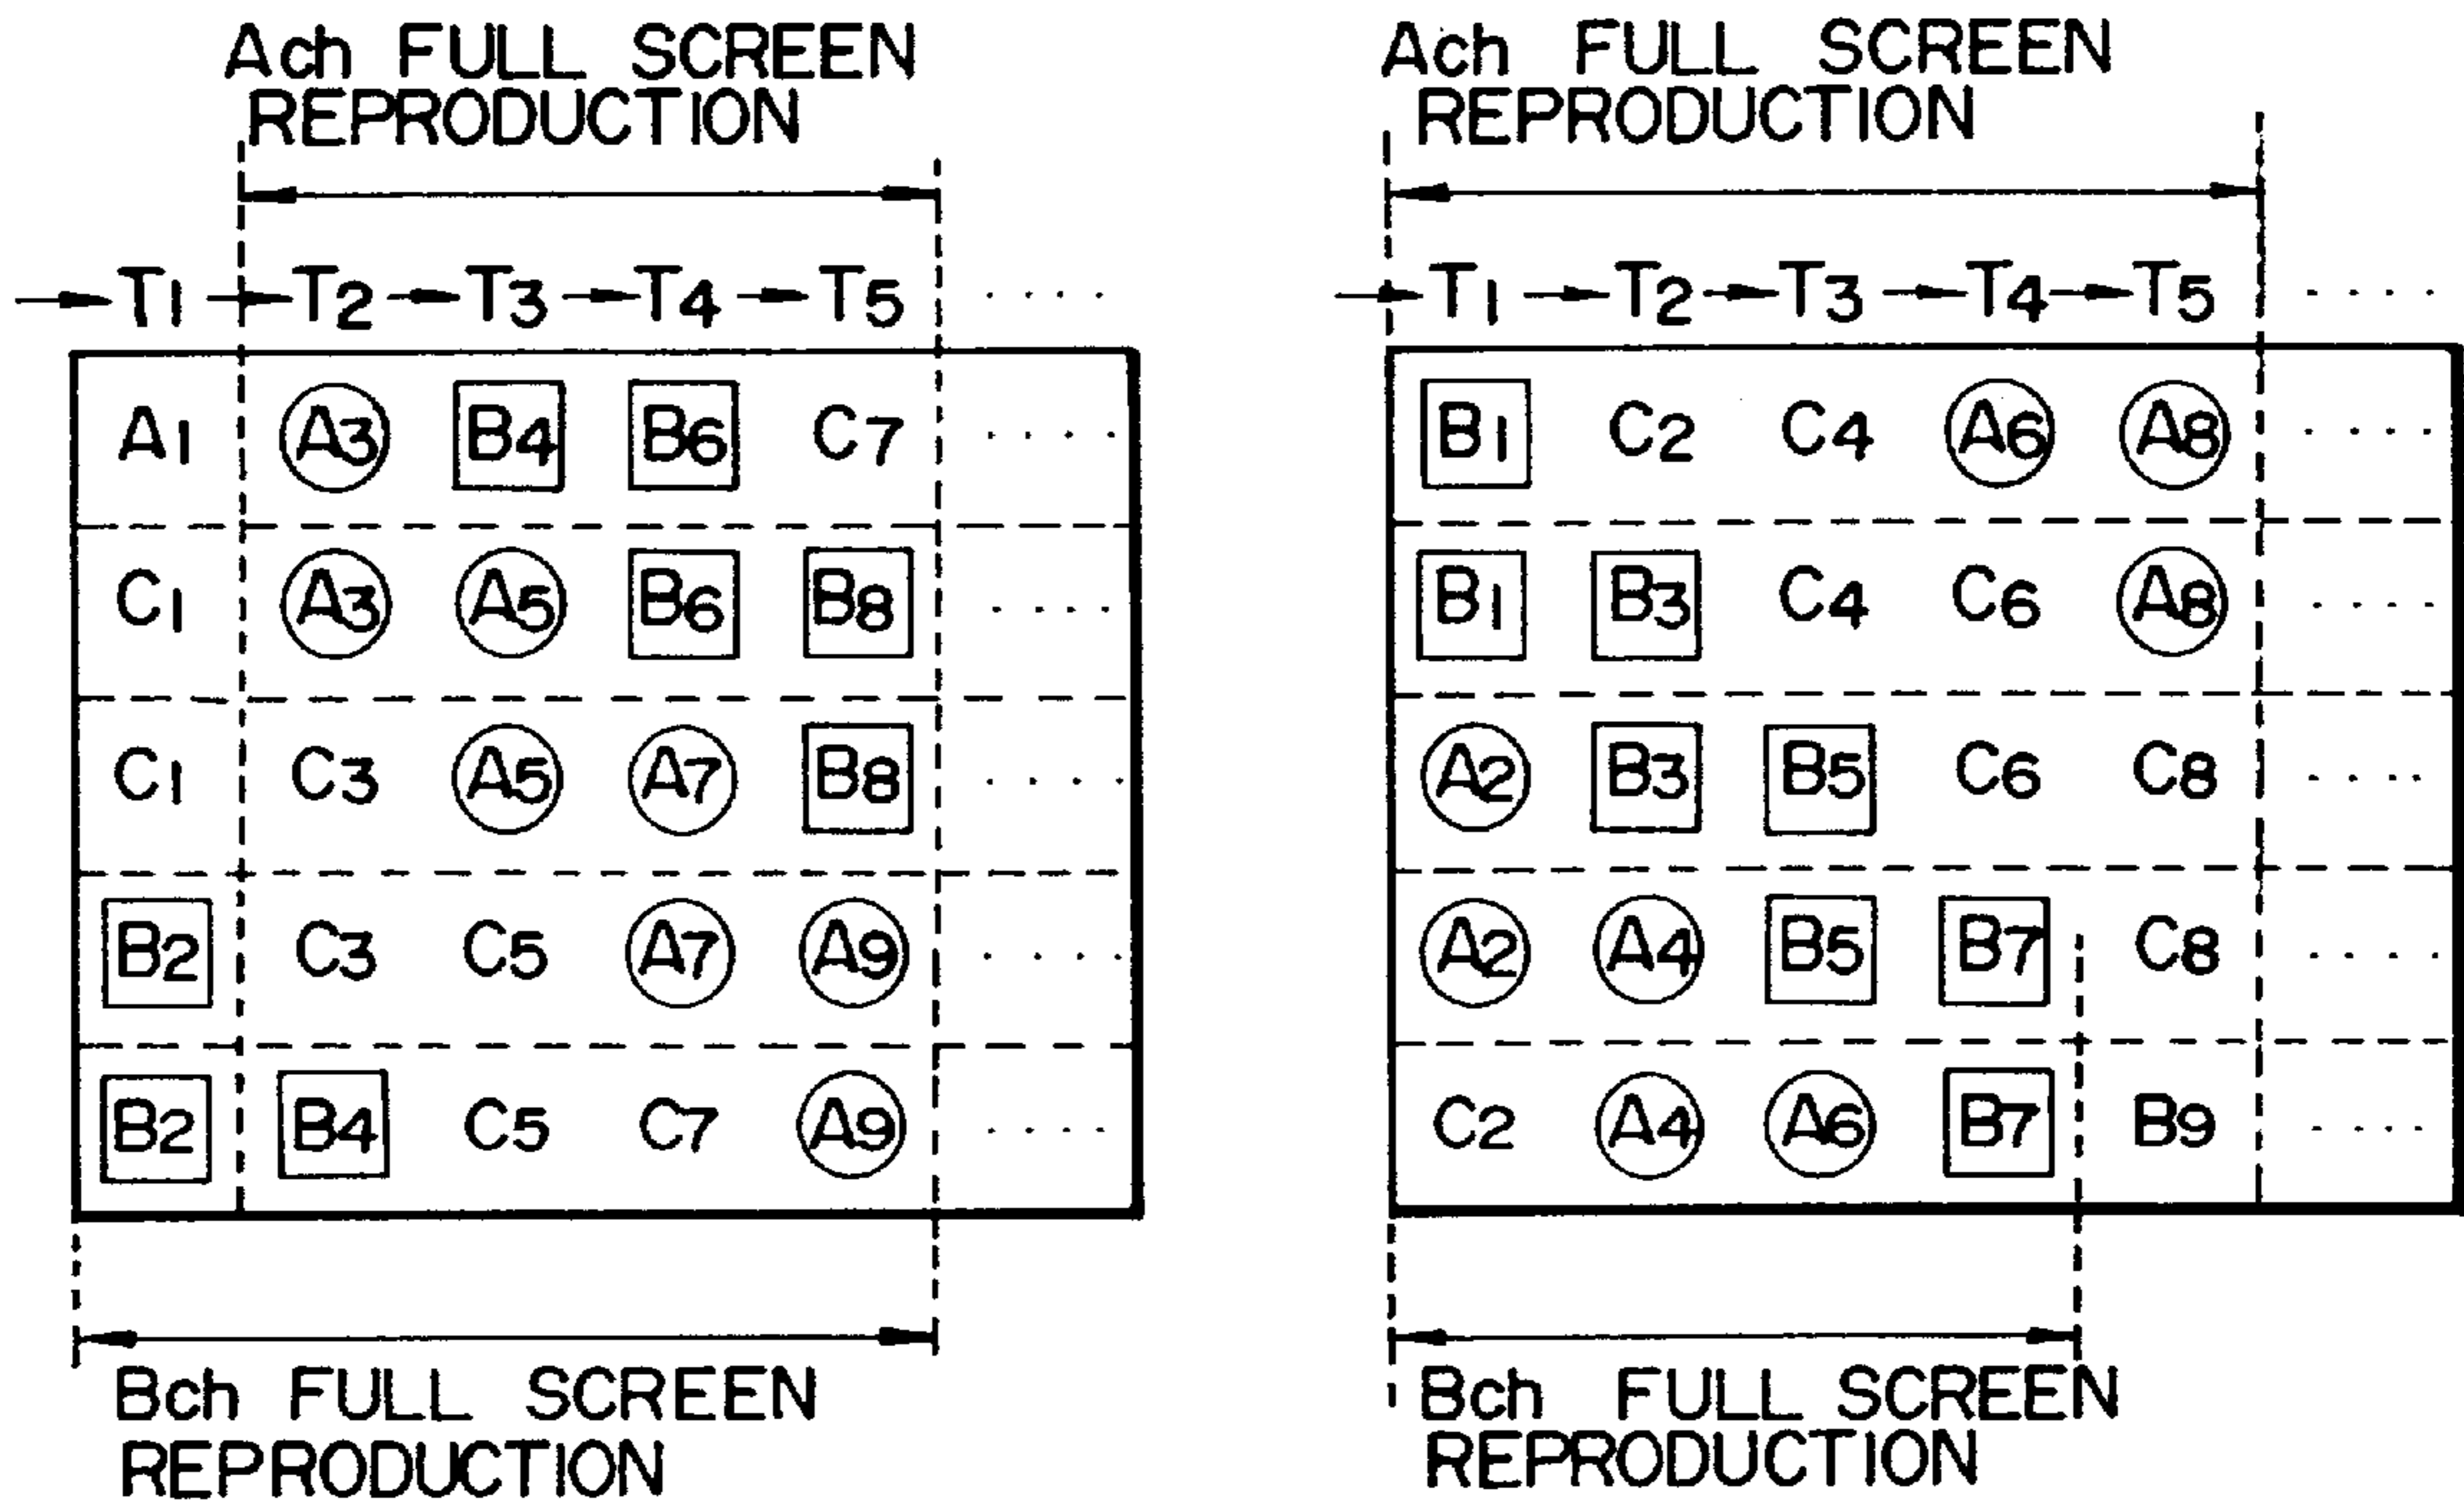 Ach FULL SCREEN
REPRODUCTION
T1 T2 T3 T4 T5 ....
A1 A3 B4 B6 C7 ....
C1 A3 A5 B6 B8 ....
C1 C3 A5 A7 B8 ....
B2 C3 C5 A7 A9 ....
B2 B4 C5 C7 A9 ....
Bch FULL SCREEN
REPRODUCTION
Ach FULL SCREEN
REPRODUCTION
T1 T2 T3 T4 T5 ....
B1 C2 C4 A6 A8 ....
B1 B3 C4 C6 A8 ....
A2 B3 B5 C6 C8 ....
A2 A4 B5 B7 C8 ....
C2 A4 A6 B7 B9 ....
Bch FULL SCREEN
REPRODUCTION